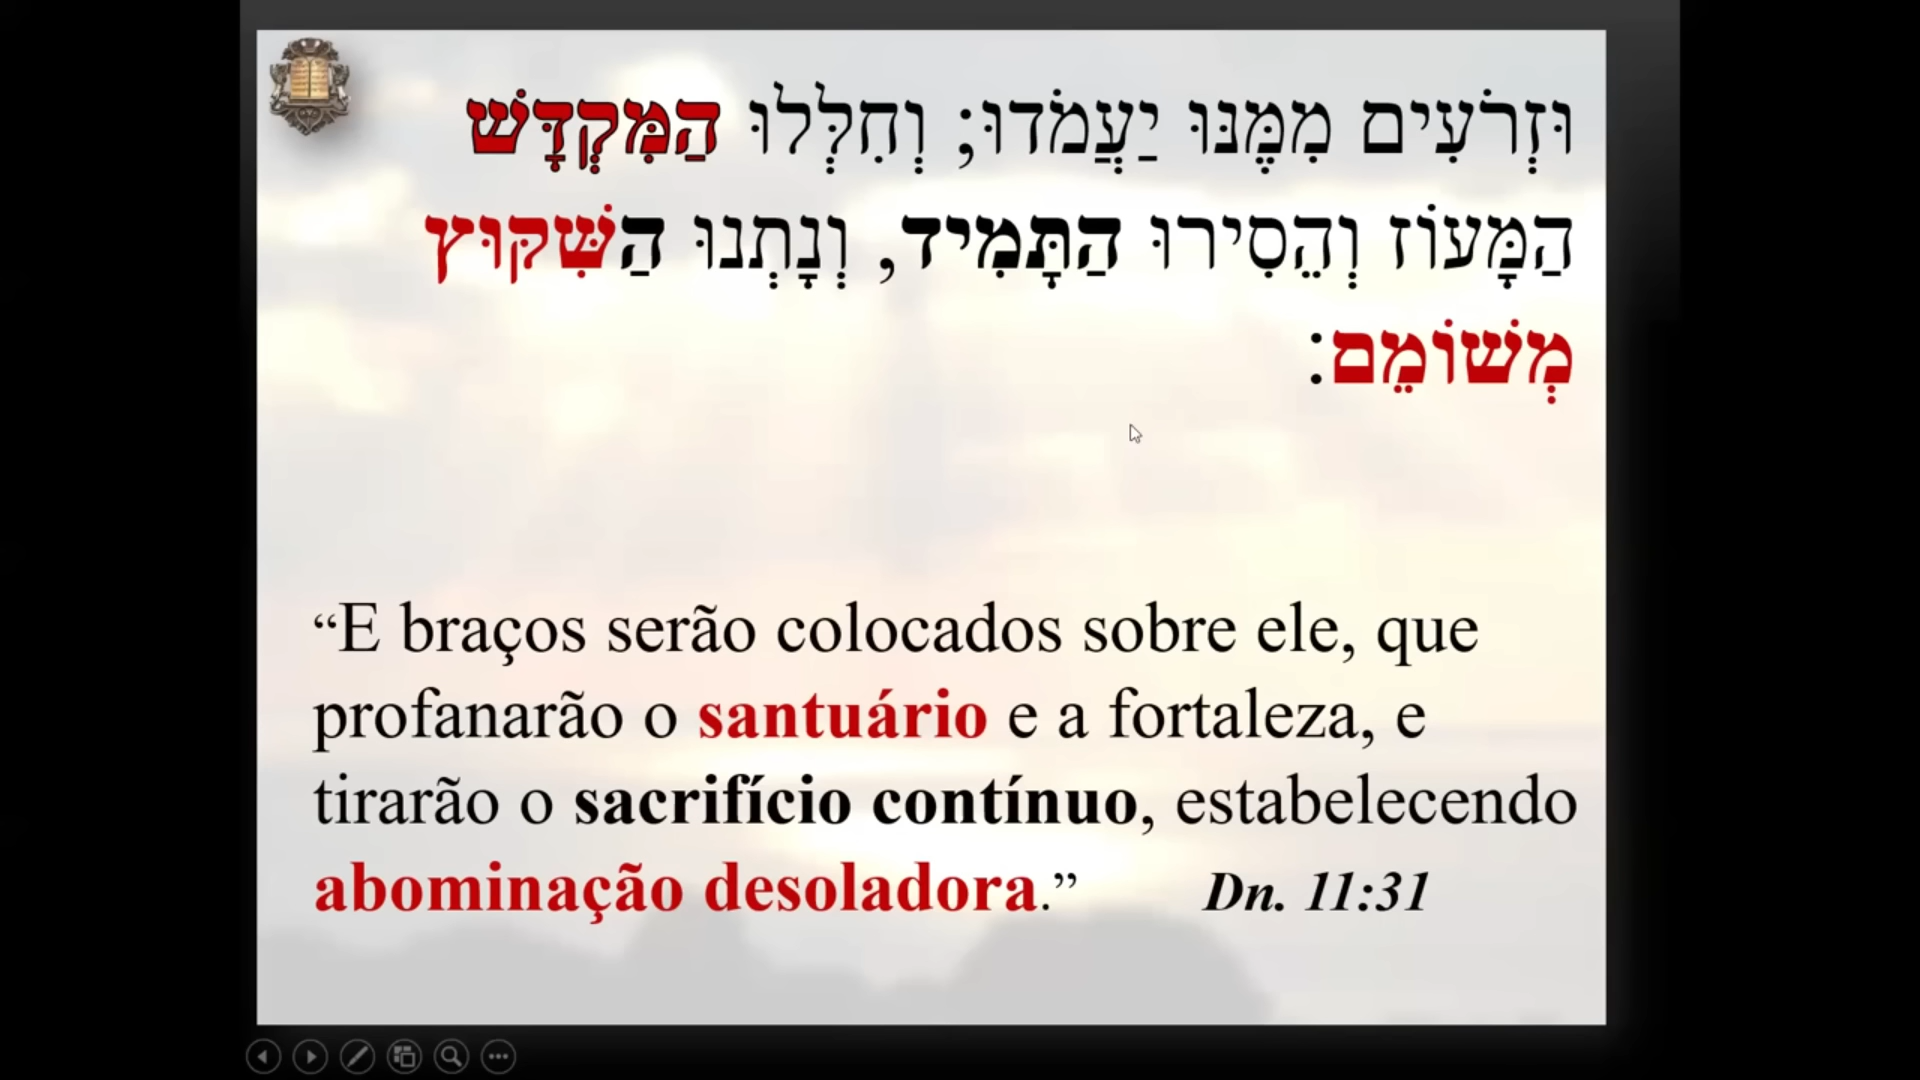 וּזְרֹעִים מִמֶּנּוּ יַעֲמֹדוּ; וְחִלְּלוּ הַמִּקְדָּשׁ
הַמָּעוֹז וְהֵסִירוּ הַתָּמִיד, וְנָתְנוּ הַשִּׁקּוּץ
מְשׁוֹמֵם:
“E braços serão colocados sobre ele, que
profanarão o santuário e a fortaleza, e
tirarão o sacrifício contínuo, estabelecendo
abominação desoladora.” Dn. 11:31